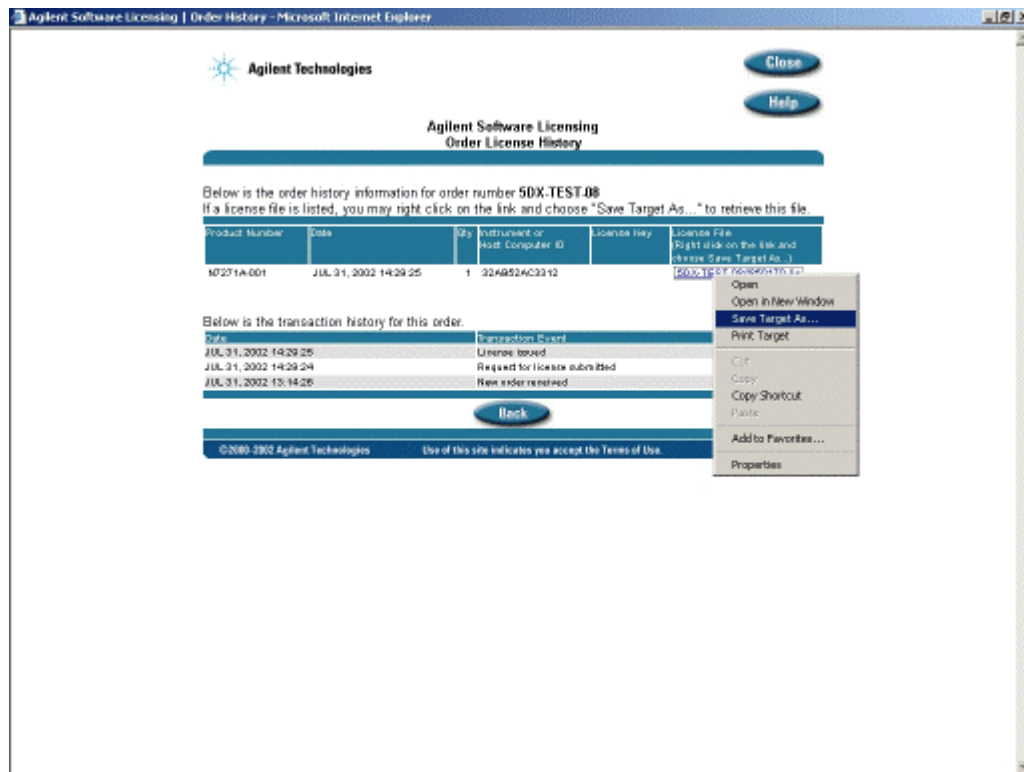 Agilent Software Licensing | Order History - Microsoft Internet Explorer
Agilent Technologies
Close
Help
Agilent Software Licensing
Order License History
Below is the order history information for order number 5DX-TEST-08
If a license file is listed, you may right click on the link and choose "Save Target As..." to retrieve this file.
Product Number Date Qty Instrument or Host Computer ID License Key License File (Right click on the link and choose Save Target As...)
N7271A-001 JUL 31, 2002 14:29:25 1 32AB52AC3312
Below is the transaction history for this order.
Date Transaction Event
JUL 31, 2002 14:29:25 License issued
JUL 31, 2002 14:29:24 Request for license submitted
JUL 31, 2002 13:14:26 New order received
Back
©2000-2002 Agilent Technologies Use of this site indicates you accept the Terms of Use.
Open
Open in New Window
Save Target As...
Print Target
Cut
Copy
Copy Shortcut
Paste
Add to Favorites...
Properties